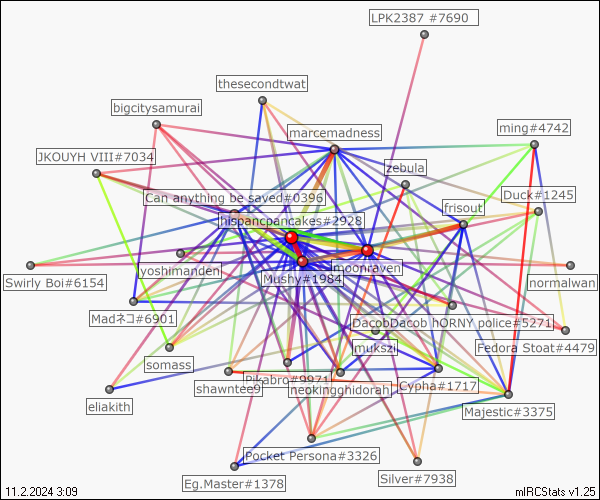 LPK2387 #7690
thesecondtwat
bigcitysamurai
marcemadness
ming#4742
JKOUYH VIII#7034
zebula
Can anything be saved#0396
Duck#1245
frisout
hispancpancakes#2928
lyoshimanden
moonraven
Swirly Boi#6154
Mushy#1984
normalwan
Madネコ#6901
DacobDacob hORNY police#5271
mukszi
Fedora Stoat#4479
somass
Pikabro#9971
shawntee9
neokingghidorah
Cypha#1717
eliakith
Majestic#3375
Pocket Persona#3326
Eg.Master#1378
Silver#7938
11.2.2024 3:09
mIRCStats v1.25